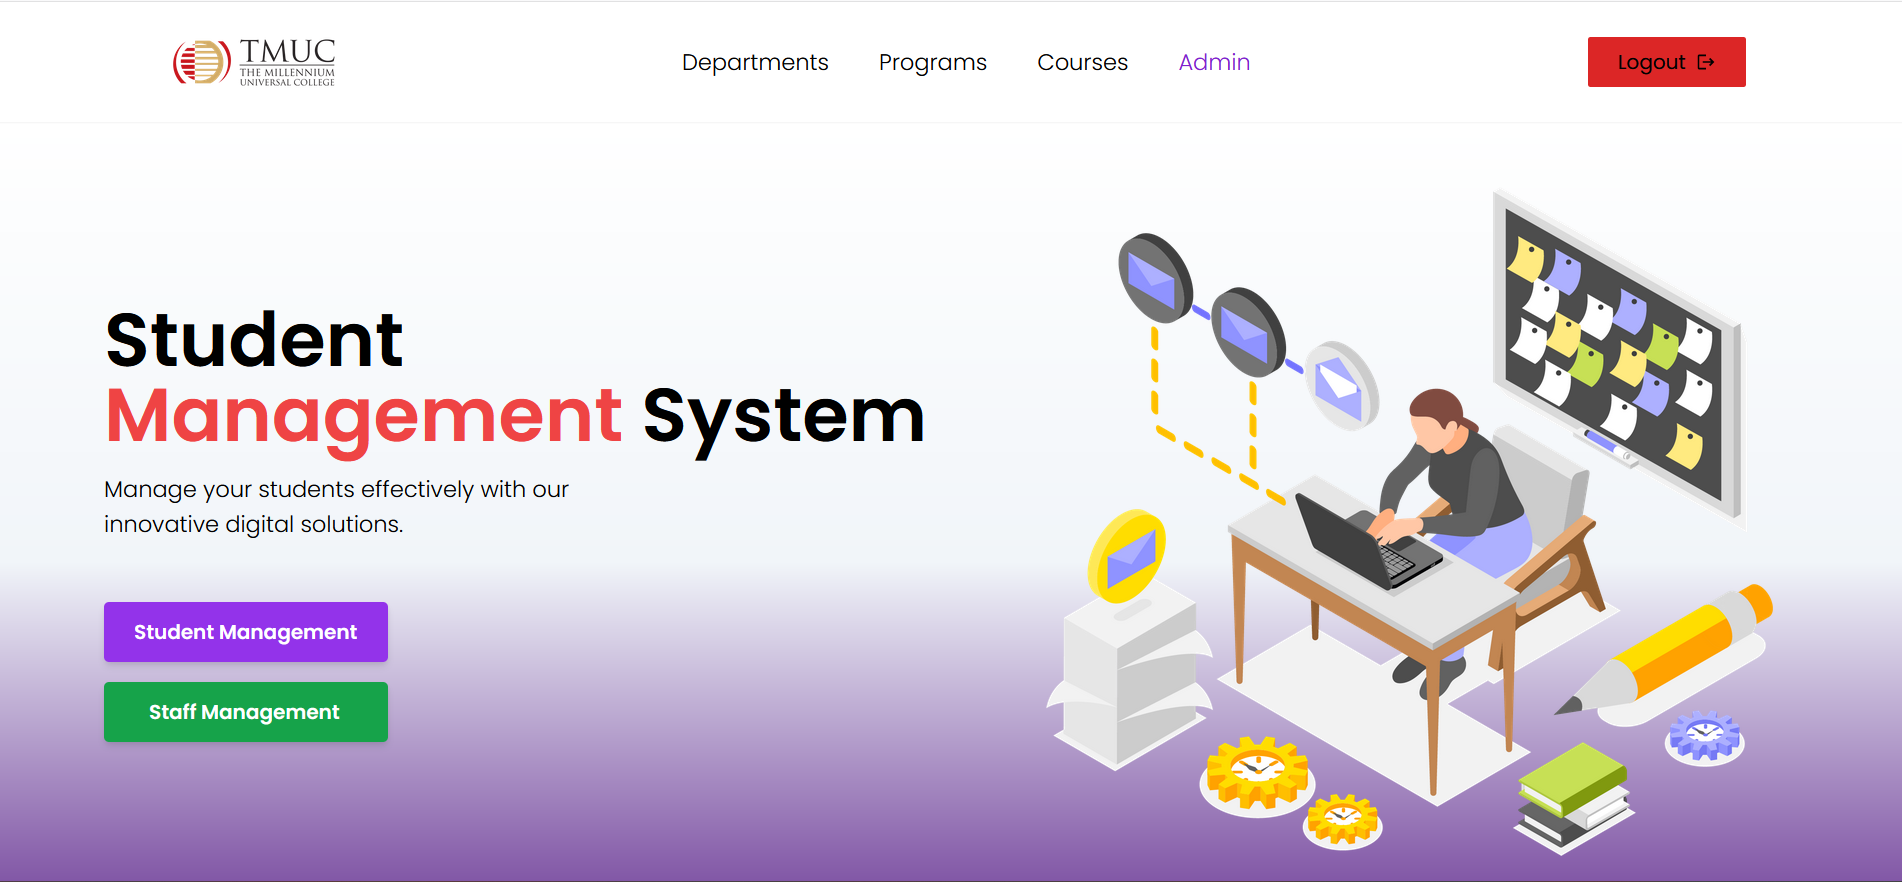 TMUC
THE MILLENNIUM
UNIVERSAL COLLEGE
Departments
Programs
Courses
Admin
Logout
Student
Management System
Manage your students effectively with our
innovative digital solutions.
Student Management
Staff Management